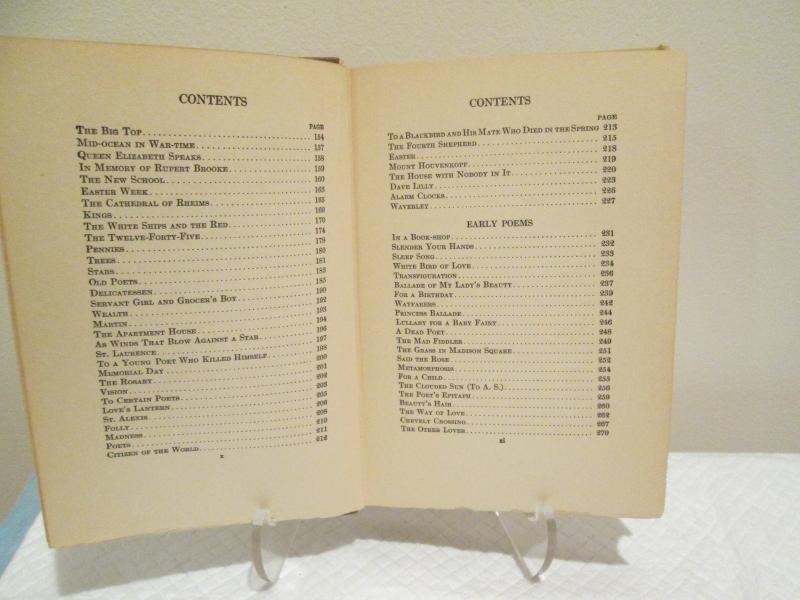 CONTENTS
PAGE
The Big Top 154
Mid-Ocean in War-time 157
Queen Elizabeth Speaks 158
In Memory of Rupert Brooke 159
The New School 160
Easter Week 163
The Cathedral of Rheims 165
Kings 169
The White Ships and the Red 170
The Twelve-Forty-Five 174
Pennies 178
Trees 180
Stars 181
Old Poets 183
Delicatessen 185
Servant Girl and Grocer's Boy 190
Wealth 192
Martin 193
The Apartment House 194
As Winds That Blow Against a Star 196
St. Laurence 197
To a Young Poet Who Killed Himself 198
Memorial Day 200
The Rosary 201
Vision 202
To Certain Poets 203
Love's Lantern 205
St. Alexis 206
Folly 208
Madness 210
Poets 211
Citizen of the World 212
x
CONTENTS
PAGE
To a Blackbird and His Mate Who Died in the Spring 213
The Fourth Shepherd 215
Easter 218
Mount Houvenkopf 219
The House with Nobody in It 220
Dave Lilly 223
Alarm Clocks 226
Waverley 227
EARLY POEMS
In a Book-shop 231
Slender Your Hands 232
Sleep Song 233
White Bird of Love 234
Transfiguration 236
Ballade of My Lady's Beauty 237
For a Birthday 239
Wayfarers 242
Princess Ballade 244
Lullaby for a Baby Fairy 246
A Dead Poet 248
The Mad Fiddler 249
The Grass in Madison Square 251
Said the Rose 252
Metamorphosis 254
For a Child 255
The Clouded Sun (To A. S.) 256
The Poet's Epitaph 259
Beauty's Hair 260
The Way of Love 262
Chevely Crossing 267
The Other Lover 270
xi